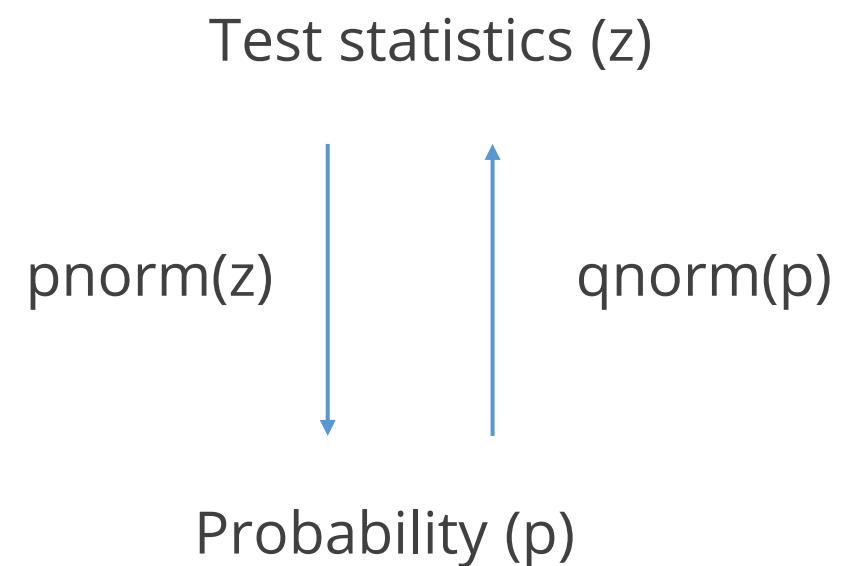 Test statistics (z)
pnorm(z)
qnorm(p)
Probability (p)